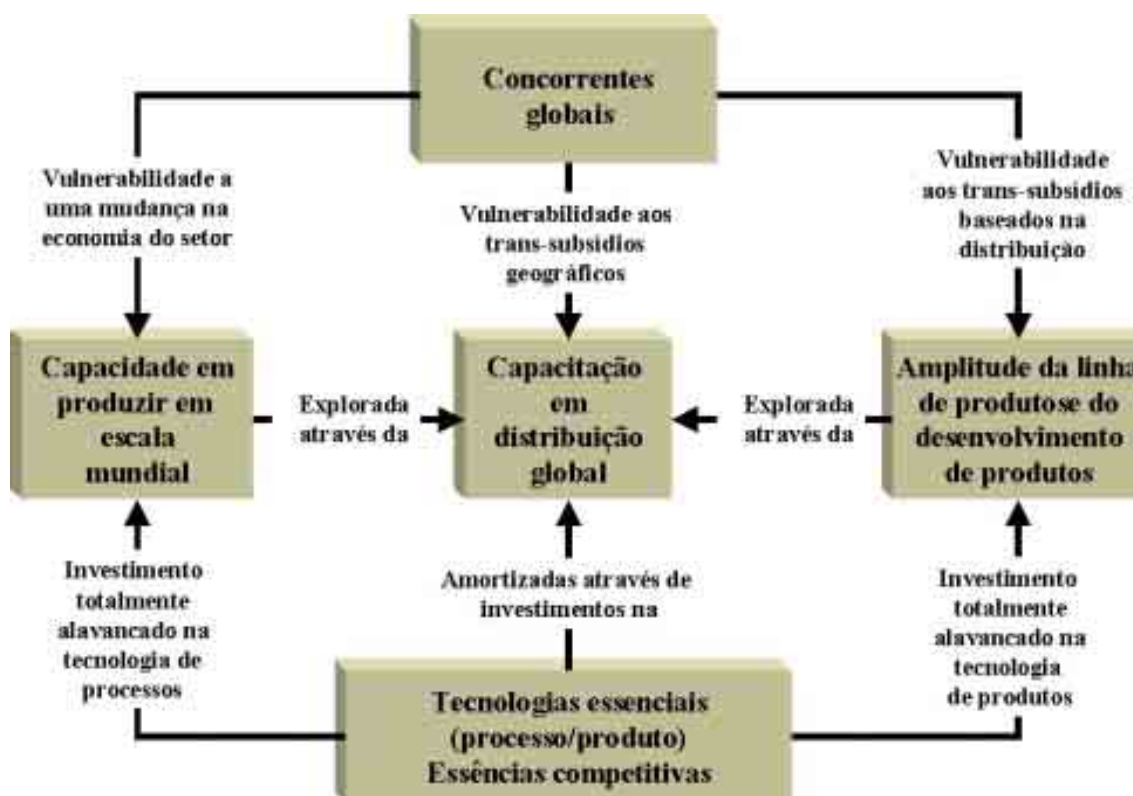 Concorrentes
globais
Vulnerabilidade a
uma mudança na
economia do setor
Vulnerabilidade aos
trans-subsídios
geográficos
Vulnerabilidade
aos trans-subsídios
baseados na
distribuição
Capacidade em
produzir em
escala
mundial
Explorada
através da
Capacitação
em
distribuição
global
Explorada
através da
Amplitude da linha
de produtose do
desenvolvimento
de produtos
Investimento
totalmente
alavancado na
tecnologia de
processos
Amortizadas através de
investimentos na
Investimento
totalmente
alavancado na
tecnologia
de produtos
Tecnologias essenciais
(processo/produto)
Essências competitivas